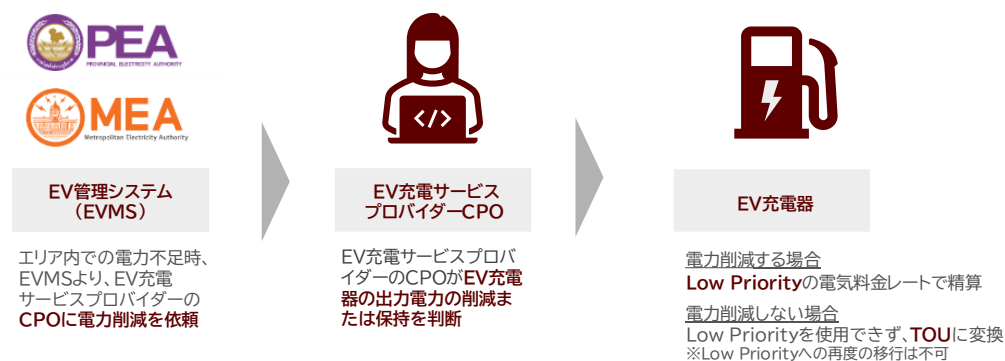 PEA
PROVINCIAL ELECTRICITY AUTHORITY
MEA
Metropolitan Electricity Authority
EV管理システム
（EVMS）
エリア内での電力不足時、
EVMSより、EV充電
サービスプロバイダーの
CPOに電力削減を依頼
</>
EV充電サービス
プロバイダーCPO
EV充電サービスプロバ
イダーのCPOがEV充電
器の出力電力の削減ま
たは保持を判断
EV充電器
電力削減する場合
Low Priorityの電気料金レートで精算
電力削減しない場合
Low Priorityを使用できず、TOUに変換
※Low Priorityへの再度の移行は不可